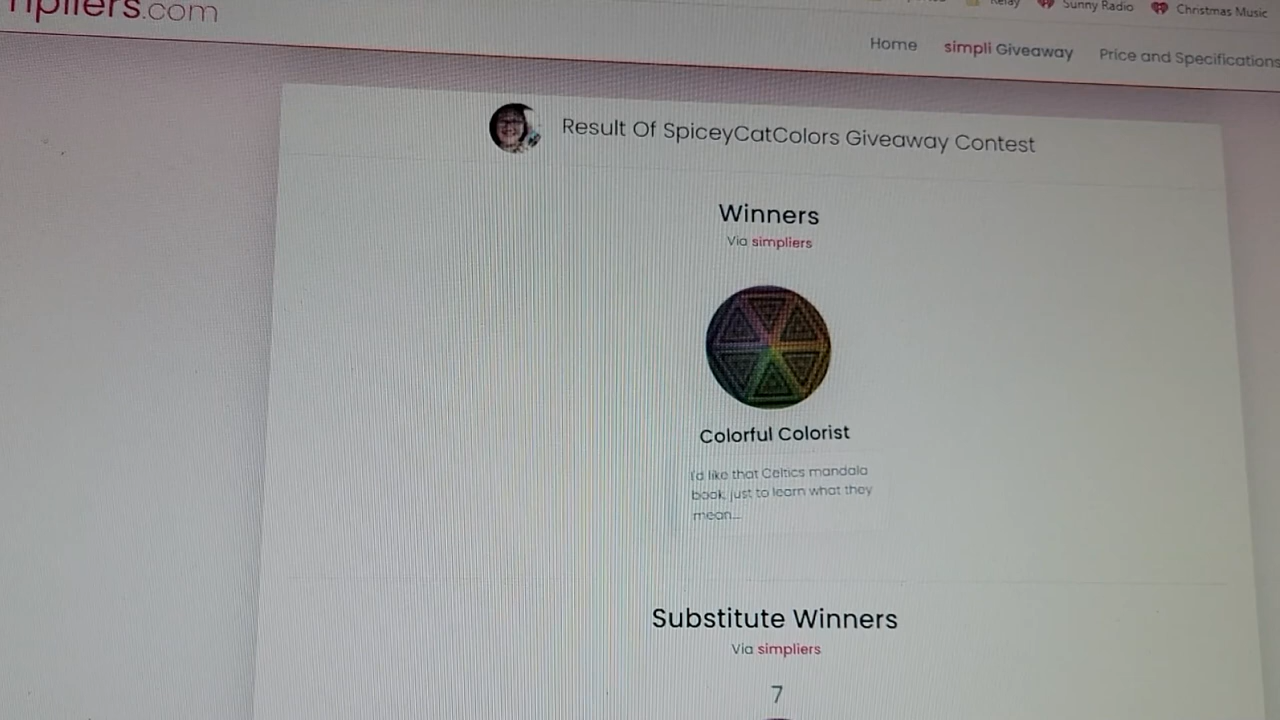 simpliers.com
Relay
Sunny Radio
Christmas Music
Home
simpli Giveaway
Price and Specifications
Result Of SpiceyCatColors Giveaway Contest
Winners
Via simpliers
Colorful Colorist
I'd like that Celtics mandala
book, just to learn what they
mean....
Substitute Winners
Via simpliers
7